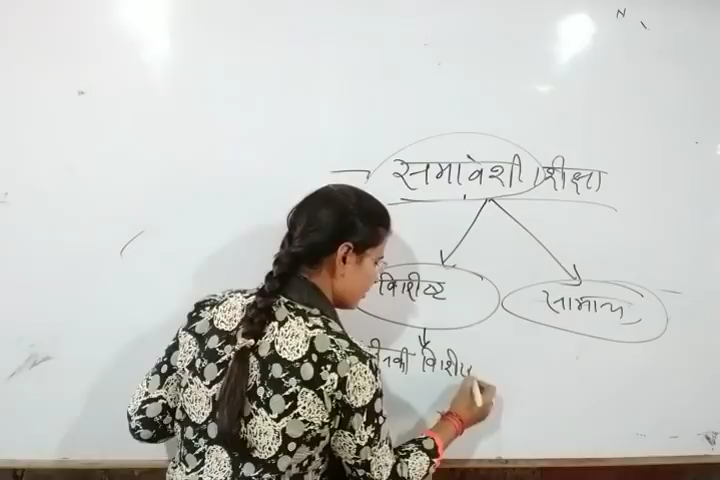 समावेशी शिक्षा
विशिष्ट सामान्य
जिनकी विशेष